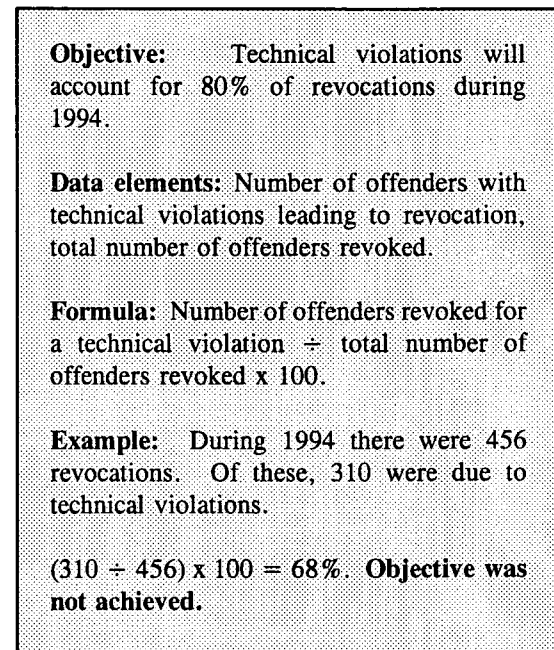 Objective: Technical violations will
account for 80% of revocations during
1994.
Data elements: Number of offenders with
technical violations leading to revocation,
total number of offenders revoked.
Formula: Number of offenders revoked for
a technical violation ÷ total number of
offenders revoked x 100.
Example: During 1994 there were 456
revocations. Of these, 310 were due to
technical violations.
(310 ÷ 456) x 100 = 68%. Objective was
not achieved.